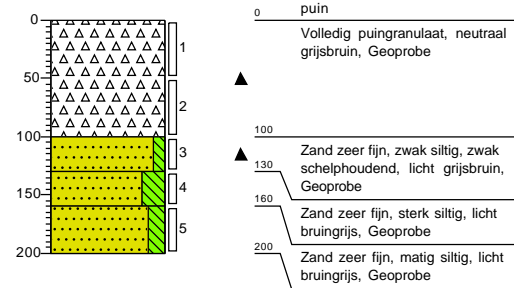 0
50
100
150
200
1
2
3
4
5
0
puin
Volledig puingranulaat, neutraal
grijsbruin, Geoprobe
100
Zand zeer fijn, zwak siltig, zwak
schelphoudend, licht grijsbruin,
Geoprobe
130
160
Zand zeer fijn, sterk siltig, licht
bruingrijs, Geoprobe
200
Zand zeer fijn, matig siltig, licht
bruingrijs, Geoprobe